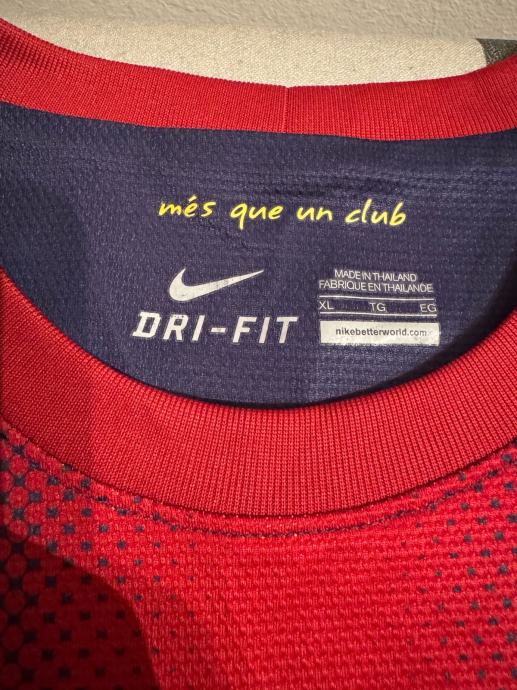 més que un club
DRI-FIT
MADE IN THAILAND
FABRIQUE EN THAILANDE
XL TG EG
nikebetterworld.com